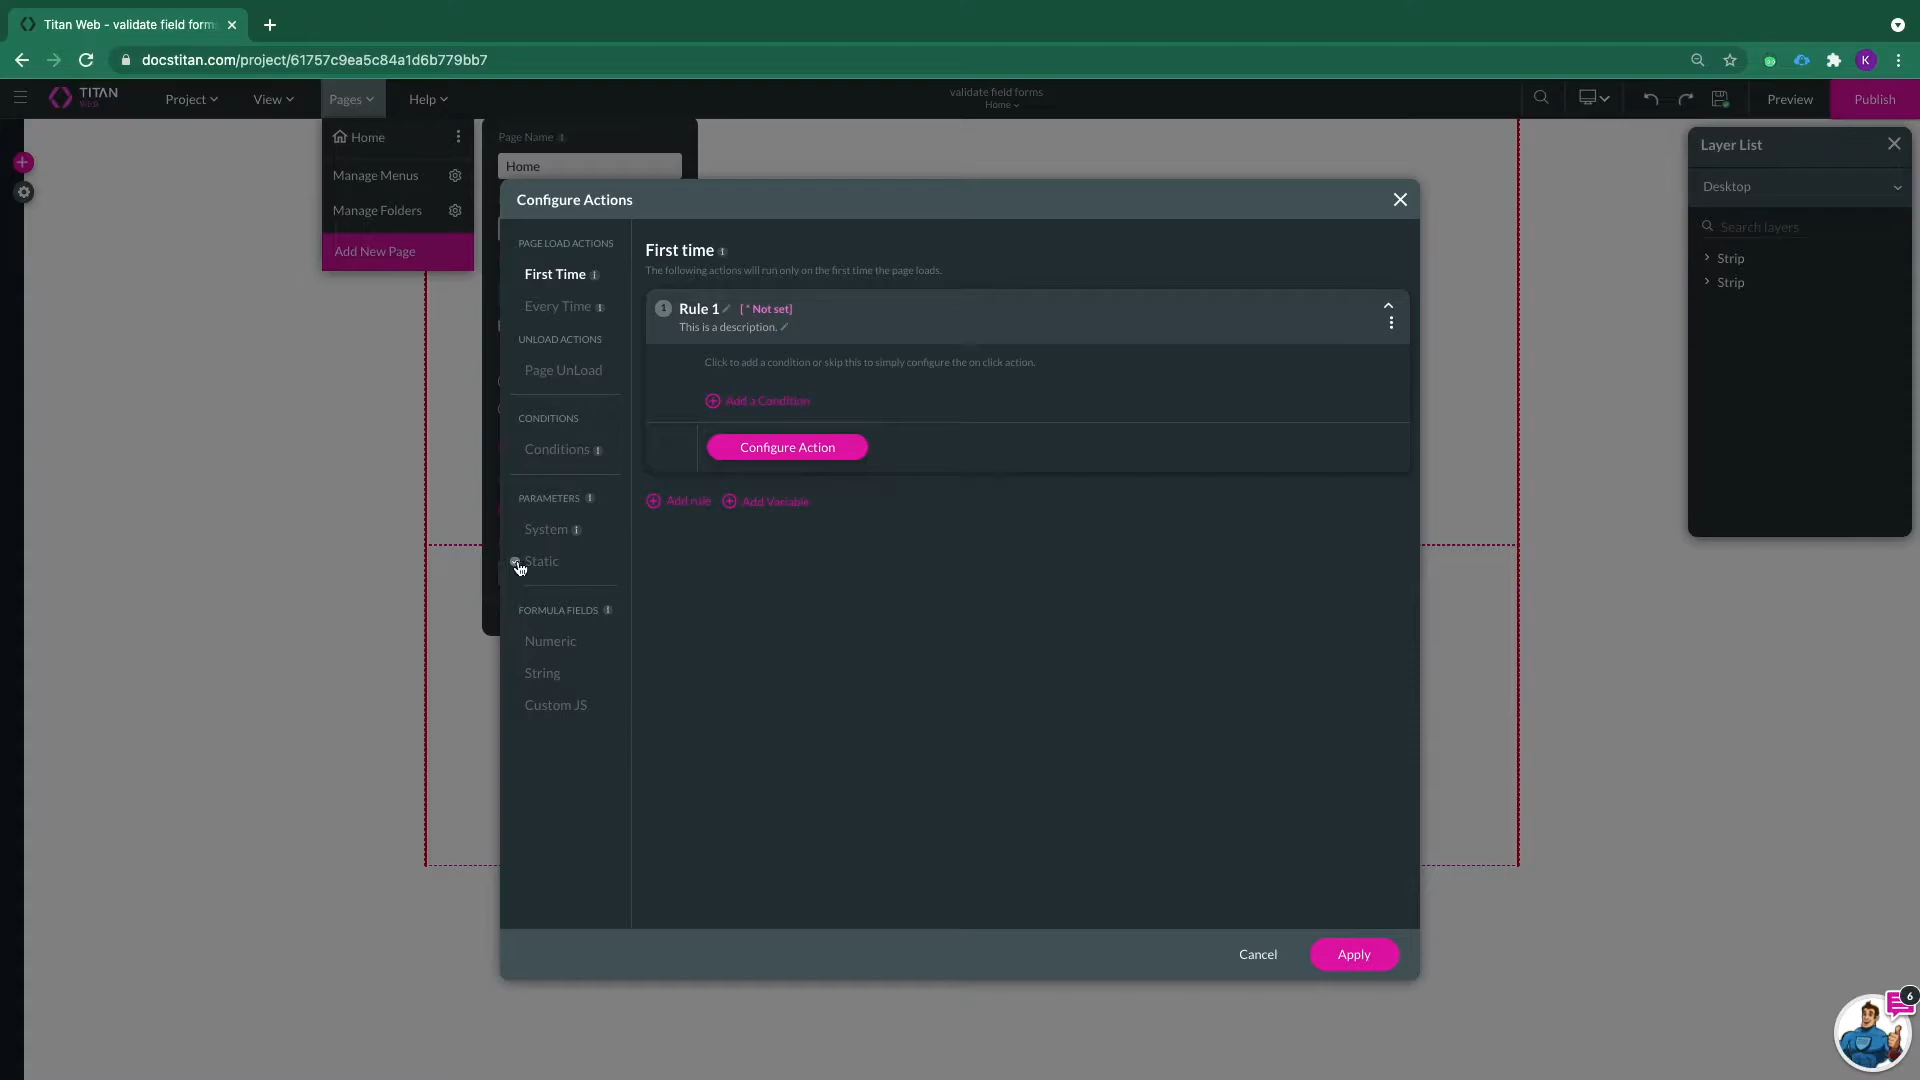 Titan Web - validate field form
docstitan.com/project/61757c9ea5c84a1d6b779bb7
K
TITAN
WEB
Project
View
Pages
Help
validate field forms
Home
Preview
Publish
Home
Manage Menus
Manage Folders
Add New Page
Page Name
Home
Configure Actions
PAGE LOAD ACTIONS
First Time
Every Time
UNLOAD ACTIONS
Page UnLoad
CONDITIONS
Conditions
PARAMETERS
System
Static
FORMULA FIELDS
Numeric
String
Custom JS
First time
The following actions will run only on the first time the page loads.
1 Rule 1 [ * Not set]
This is a description.
Click to add a condition or skip this to simply configure the on click action.
Add a Condition
Configure Action
Add rule Add Variable
Cancel Apply
Layer List
Desktop
Search layers
Strip
Strip
6